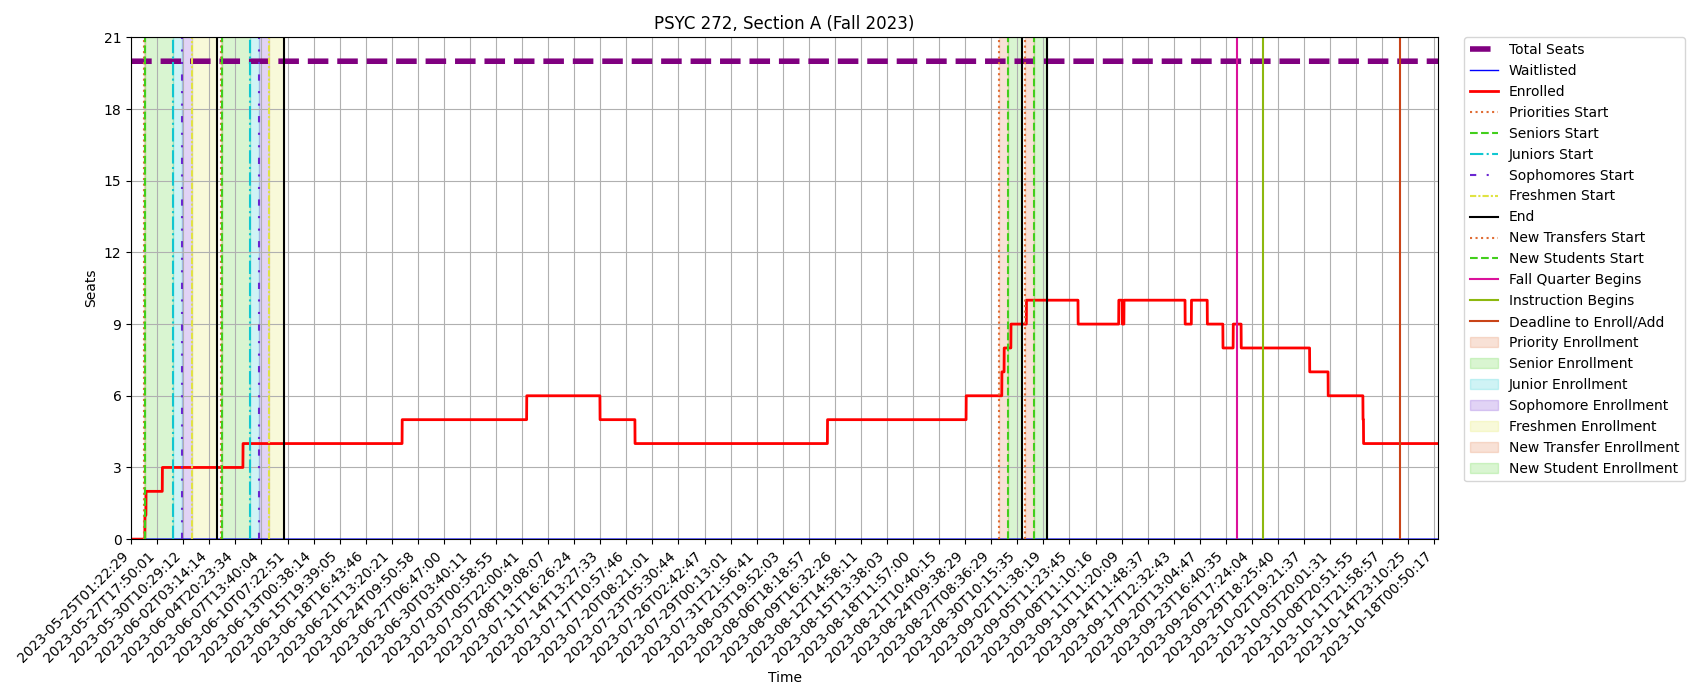 PSYC 272, Section A (Fall 2023)
Seats
21
18
15
12
9
6
3
0
2023-05-25T01:22:29
2023-05-27T17:50:01
2023-05-30T10:29:12
2023-06-02T03:14:14
2023-06-04T20:23:34
2023-06-07T13:40:04
2023-06-10T07:22:51
2023-06-13T00:38:14
2023-06-15T19:39:05
2023-06-18T16:43:46
2023-06-21T13:20:21
2023-06-24T09:50:58
2023-06-27T06:47:00
2023-06-30T03:40:11
2023-07-03T00:58:55
2023-07-05T22:00:41
2023-07-08T19:08:07
2023-07-11T16:26:24
2023-07-14T13:27:33
2023-07-17T10:57:46
2023-07-20T08:21:01
2023-07-23T05:30:44
2023-07-26T02:42:47
2023-07-29T00:13:01
2023-07-31T21:56:41
2023-08-03T19:52:03
2023-08-06T18:18:57
2023-08-09T16:32:26
2023-08-12T14:58:11
2023-08-15T13:38:03
2023-08-18T11:57:00
2023-08-21T10:40:15
2023-08-24T09:38:29
2023-08-27T08:36:29
2023-08-30T10:15:35
2023-09-02T11:38:19
2023-09-05T11:23:45
2023-09-08T11:10:16
2023-09-11T11:20:09
2023-09-14T11:48:37
2023-09-17T12:32:43
2023-09-20T13:04:47
2023-09-23T16:40:35
2023-09-26T17:24:04
2023-09-29T18:25:40
2023-10-02T19:21:37
2023-10-05T20:01:31
2023-10-08T20:51:55
2023-10-11T21:58:57
2023-10-14T23:10:25
2023-10-18T00:50:17
Time
Total Seats
Waitlisted
Enrolled
Priorities Start
Seniors Start
Juniors Start
Sophomores Start
Freshmen Start
End
New Transfers Start
New Students Start
Fall Quarter Begins
Instruction Begins
Deadline to Enroll/Add
Priority Enrollment
Senior Enrollment
Junior Enrollment
Sophomore Enrollment
Freshmen Enrollment
New Transfer Enrollment
New Student Enrollment